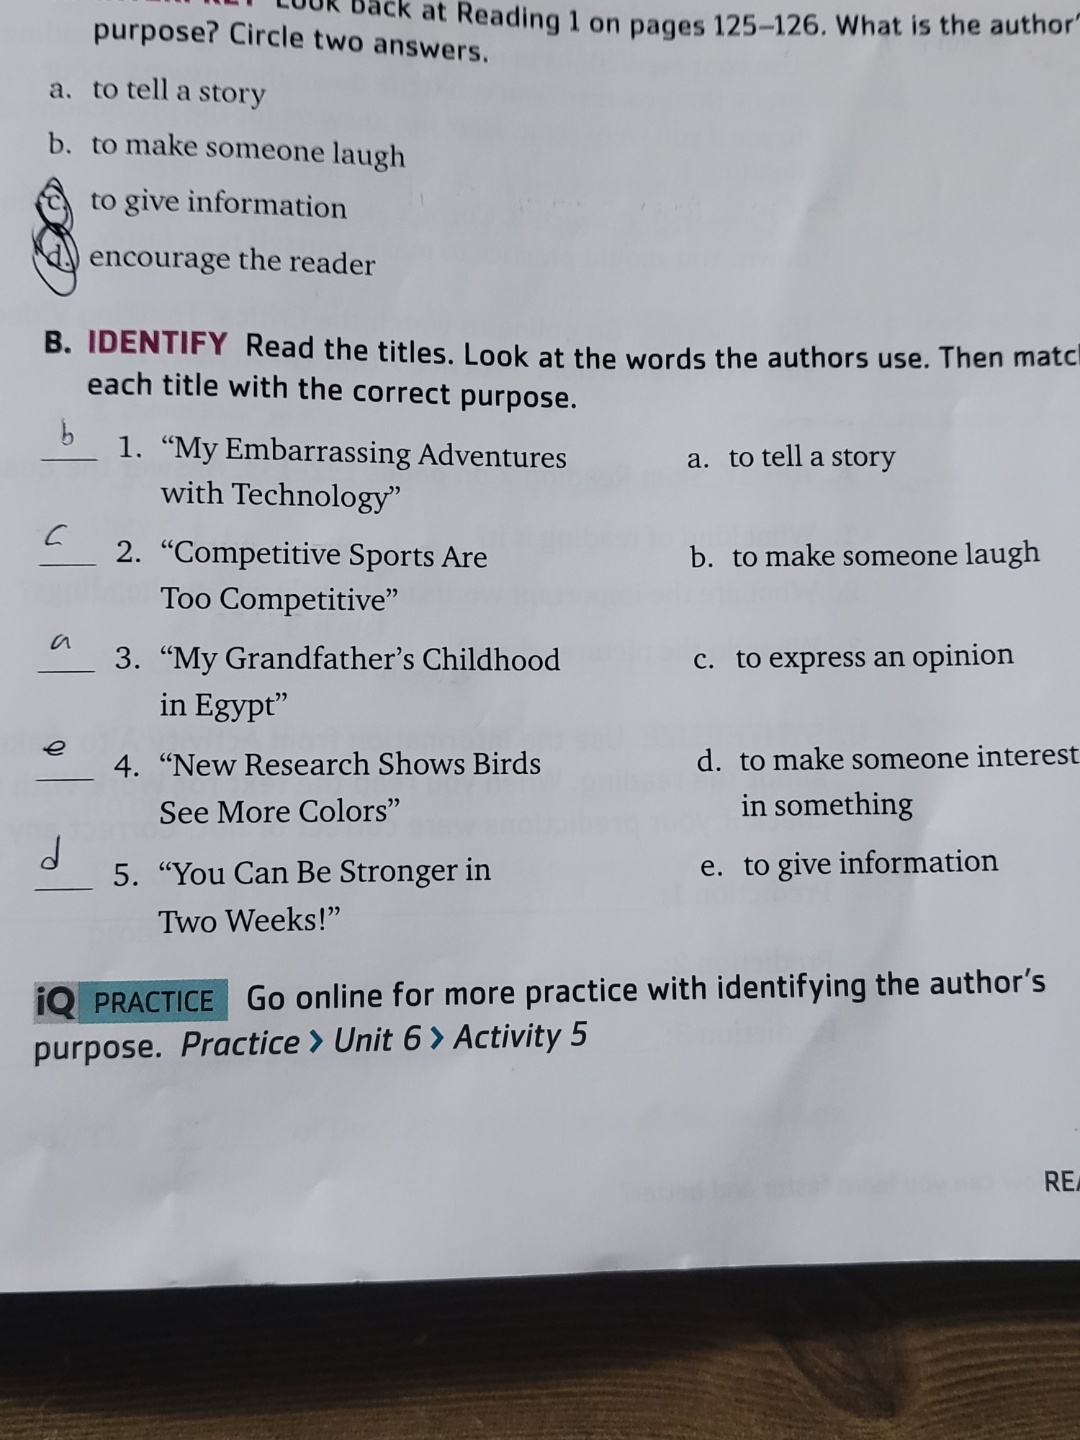 Look back at Reading 1 on pages 125–126. What is the author's
purpose? Circle two answers.
a. to tell a story
b. to make someone laugh
c. to give information
d. encourage the reader
B. IDENTIFY Read the titles. Look at the words the authors use. Then matc
each title with the correct purpose.
b 1. “My Embarrassing Adventures a. to tell a story
with Technology”
c 2. “Competitive Sports Are b. to make someone laugh
Too Competitive”
a 3. “My Grandfather’s Childhood c. to express an opinion
in Egypt”
e 4. “New Research Shows Birds d. to make someone interest
See More Colors” in something
d 5. “You Can Be Stronger in e. to give information
Two Weeks!”
iQ PRACTICE Go online for more practice with identifying the author’s
purpose. Practice > Unit 6 > Activity 5
REA